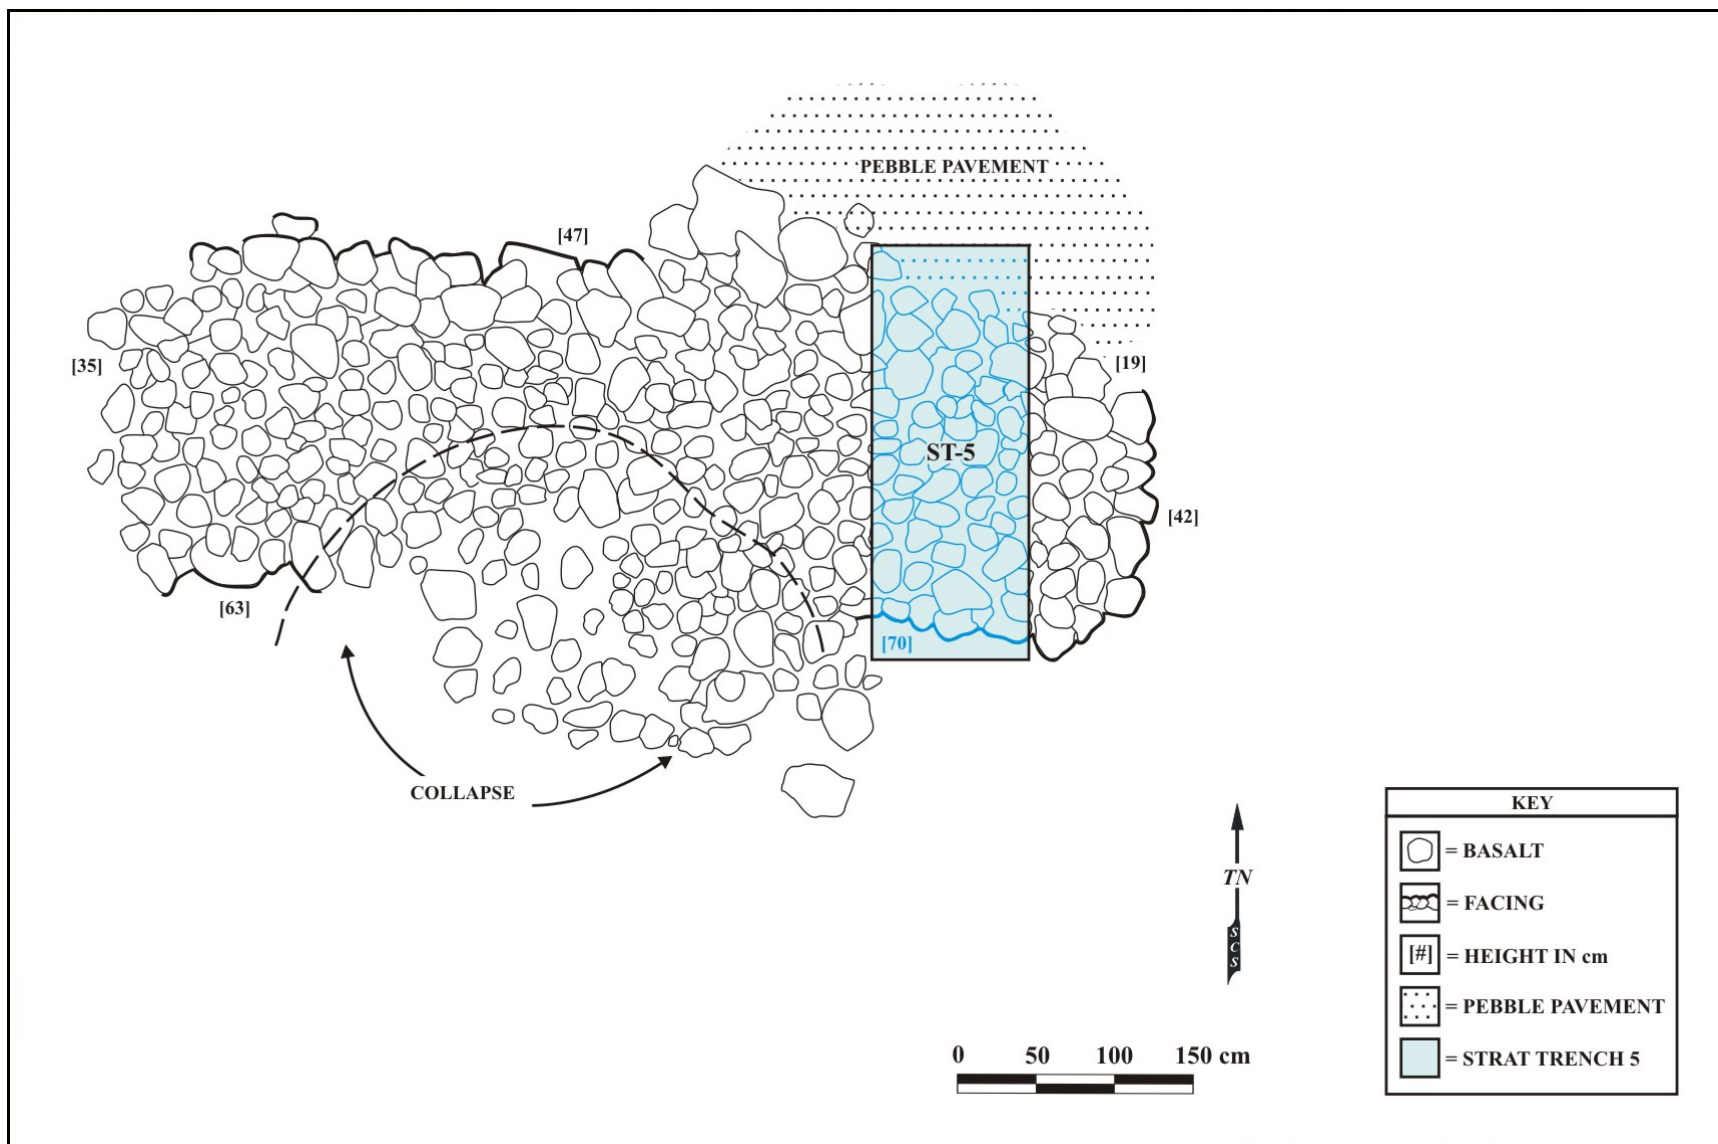 PEBBLE PAVEMENT
[47]
[35]
[19]
ST-5
[42]
[63]
[70]
COLLAPSE
TN
SCS
0 50 100 150 cm
KEY
= BASALT
= FACING
[#] = HEIGHT IN cm
= PEBBLE PAVEMENT
= STRAT TRENCH 5